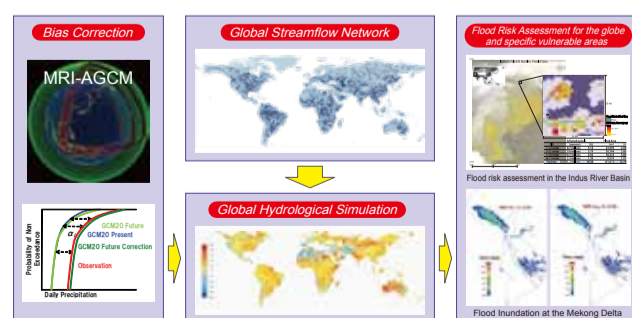 Bias Correction
MRI-AGCM
Probability of Non
Exceedance
α
GCM20 Future
GCM20 Present
GCM20 Future Correction
Observation
Daily Precipitation
Global Streamflow Network
Global Hydrological Simulation
Flood Risk Assessment for the globe
and specific vulnerable areas
Flood risk assessment in the Indus River Basin
Flood Inundation at the Mekong Delta